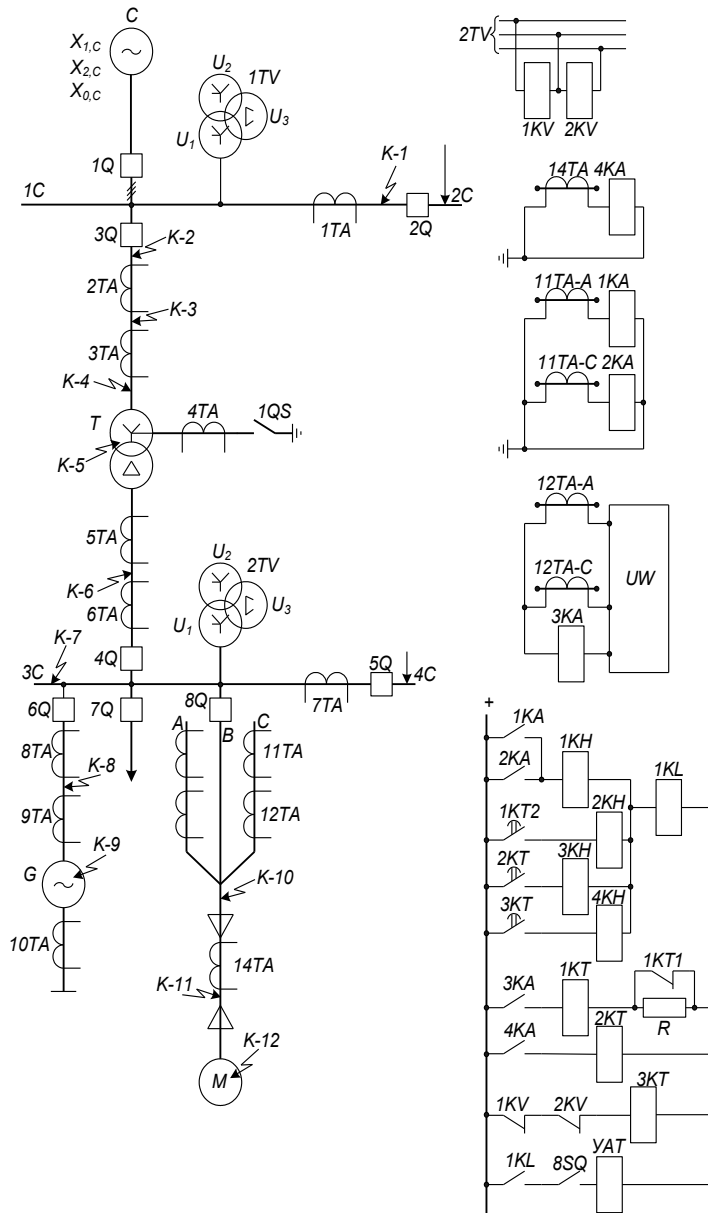 C
X1,C
X2,C
X0,C
U2
1TV
U3
U1
1Q
1C
K-1
2C
1TA
2Q
3Q
K-2
2TA
K-3
3TA
K-4
T
4TA
1QS
K-5
5TA
K-6
6TA
U2
2TV
U3
U1
K-7
4Q
3C
5Q
4C
7TA
6Q
7Q
8Q
A
B
C
8TA
K-8
9TA
11TA
12TA
G
K-9
K-10
10TA
14TA
K-11
K-12
M
2TV
1KV
2KV
14TA
4KA
11TA-A
1KA
11TA-C
2KA
12TA-A
12TA-C
UW
3KA
+
1KA
2KA
1KH
1KL
1KT2
2KH
2KT
3KH
3KT
4KH
3KA
1KT
1KT1
R
4KA
2KT
1KV
2KV
3KT
1KL
8SQ
УАТ